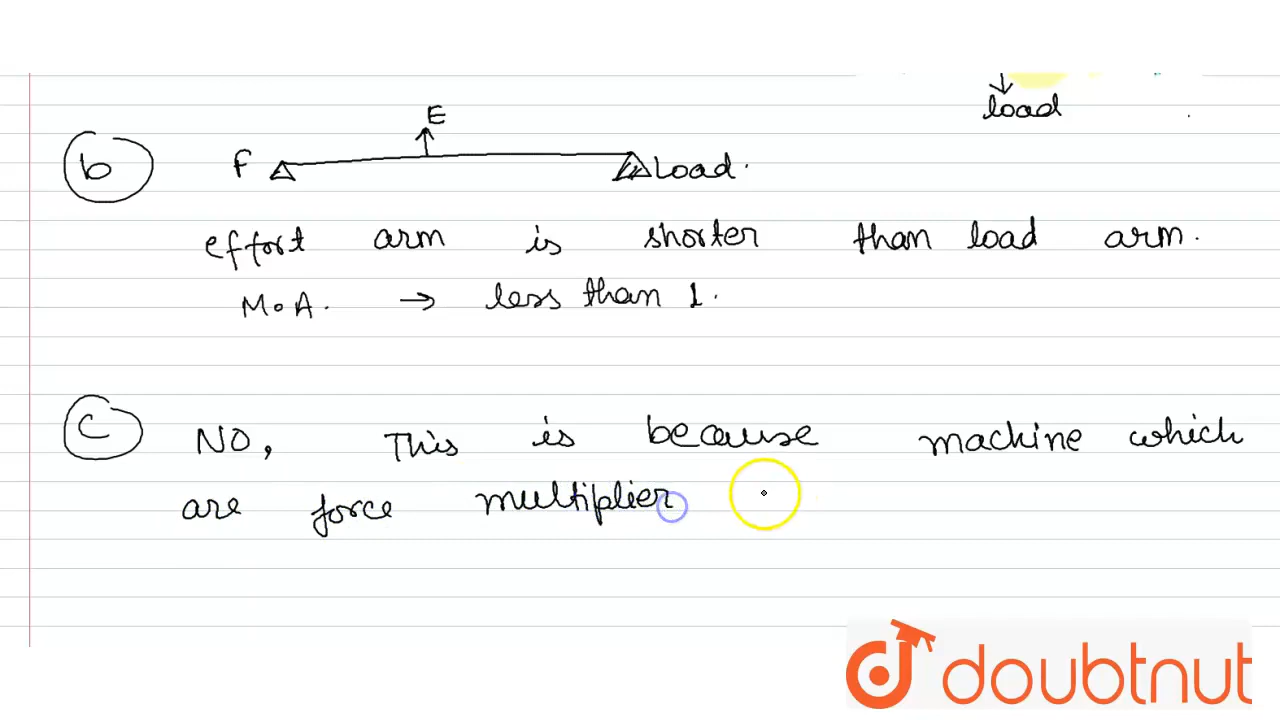 load
b
E
F Load.
effort arm is shorter than load arm.
M.A. → less than 1.
C
NO, This is because machine which
are force multiplier
doubtnut